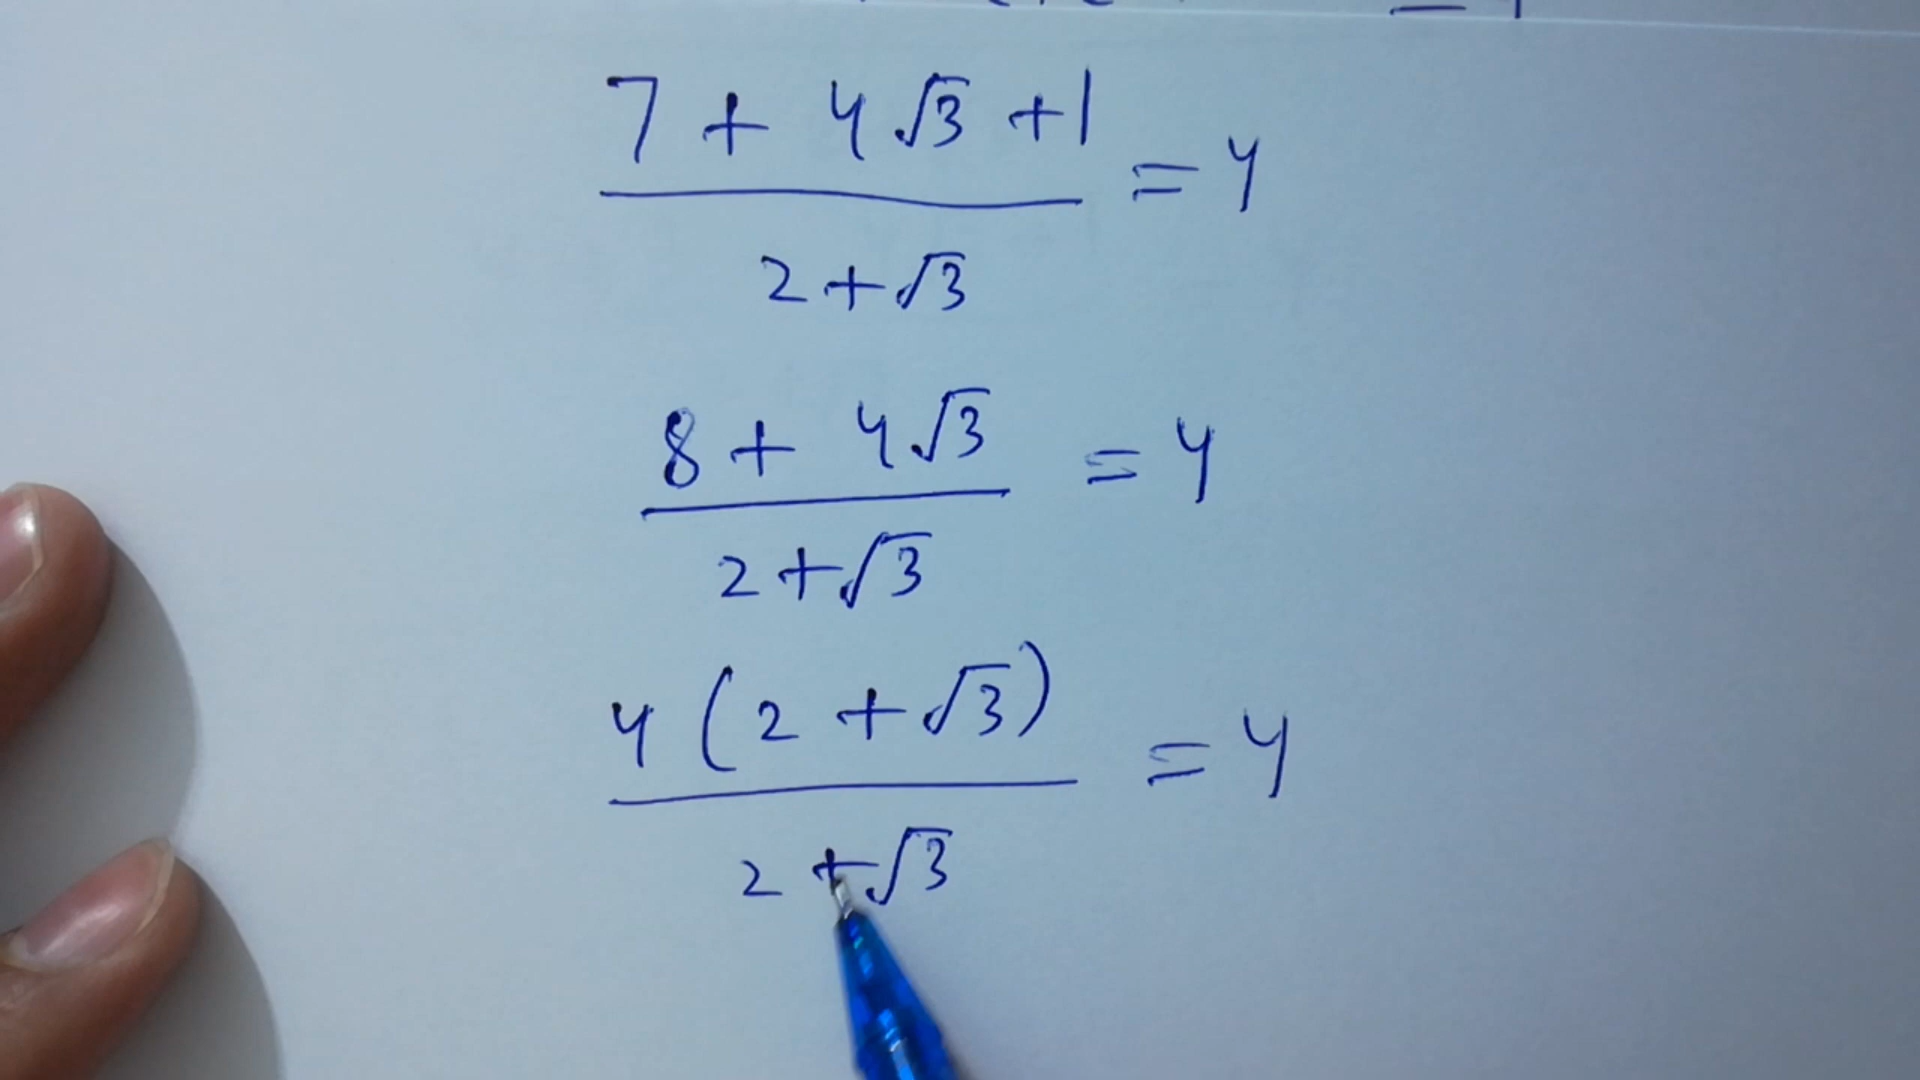 7 + 4√3 + 1 = 4
2 + √3
8 + 4√3 = 4
2 + √3
4 (2 + √3) = 4
2 + √3